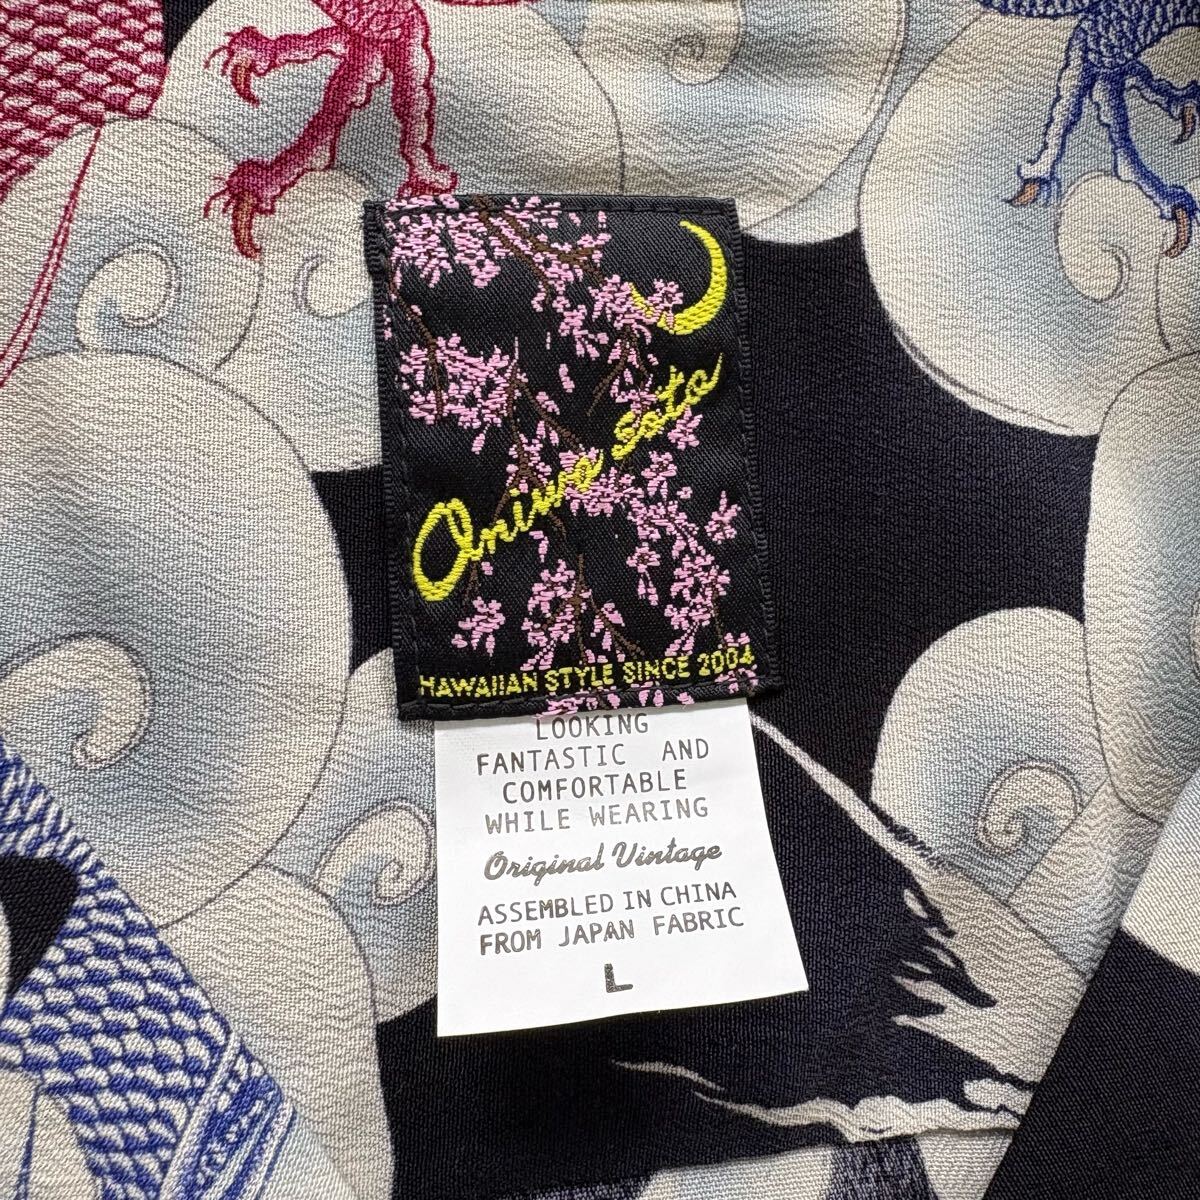 Oniwa Sato
HAWAIIAN STYLE SINCE 2004
LOOKING
FANTASTIC AND
COMFORTABLE
WHILE WEARING
Original Vintage
ASSEMBLED IN CHINA
FROM JAPAN FABRIC
L